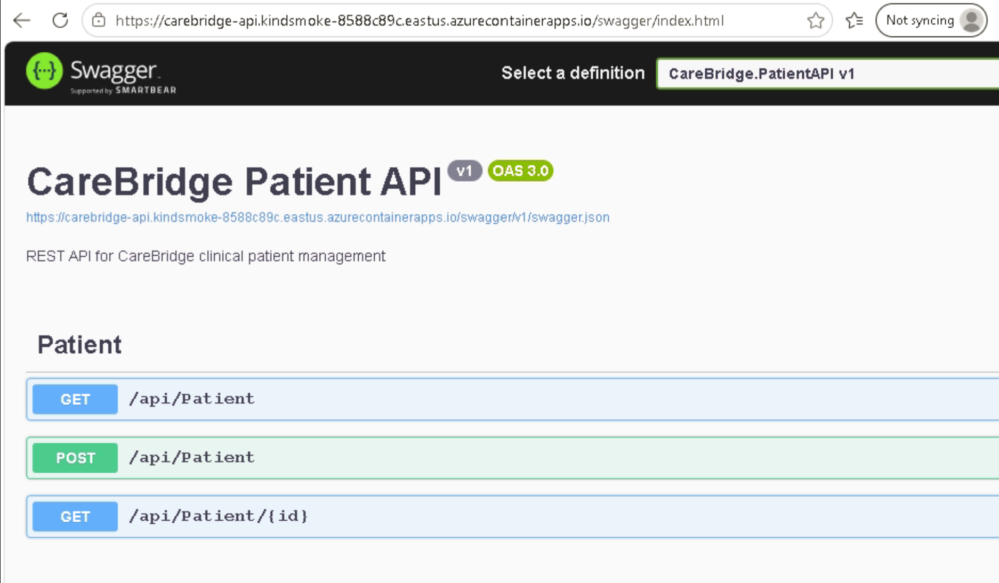 https://carebridge-api.kindsmoke-8588c89c.eastus.azurecontainerapps.io/swagger/index.html
Not syncing
{...} Swagger.
Supported by SMARTBEAR
Select a definition
CareBridge.PatientAPI v1
CareBridge Patient API v1 OAS 3.0
https://carebridge-api.kindsmoke-8588c89c.eastus.azurecontainerapps.io/swagger/v1/swagger.json
REST API for CareBridge clinical patient management
Patient
GET /api/Patient
POST /api/Patient
GET /api/Patient/{id}